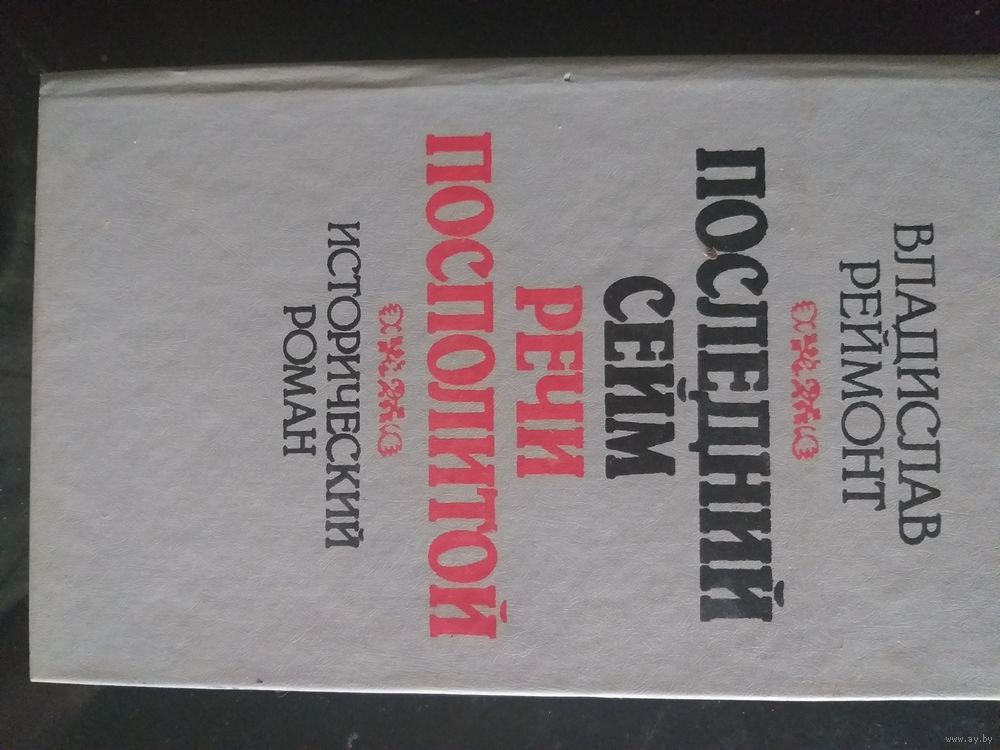 ВЛАДИСЛАВ
РЕЙМОНТ
ПОСЛЕДНИЙ
СЕЙМ
РЕЧИ
ПОСПОЛИТОЙ
ИСТОРИЧЕСКИЙ
РОМАН
www.ay.by